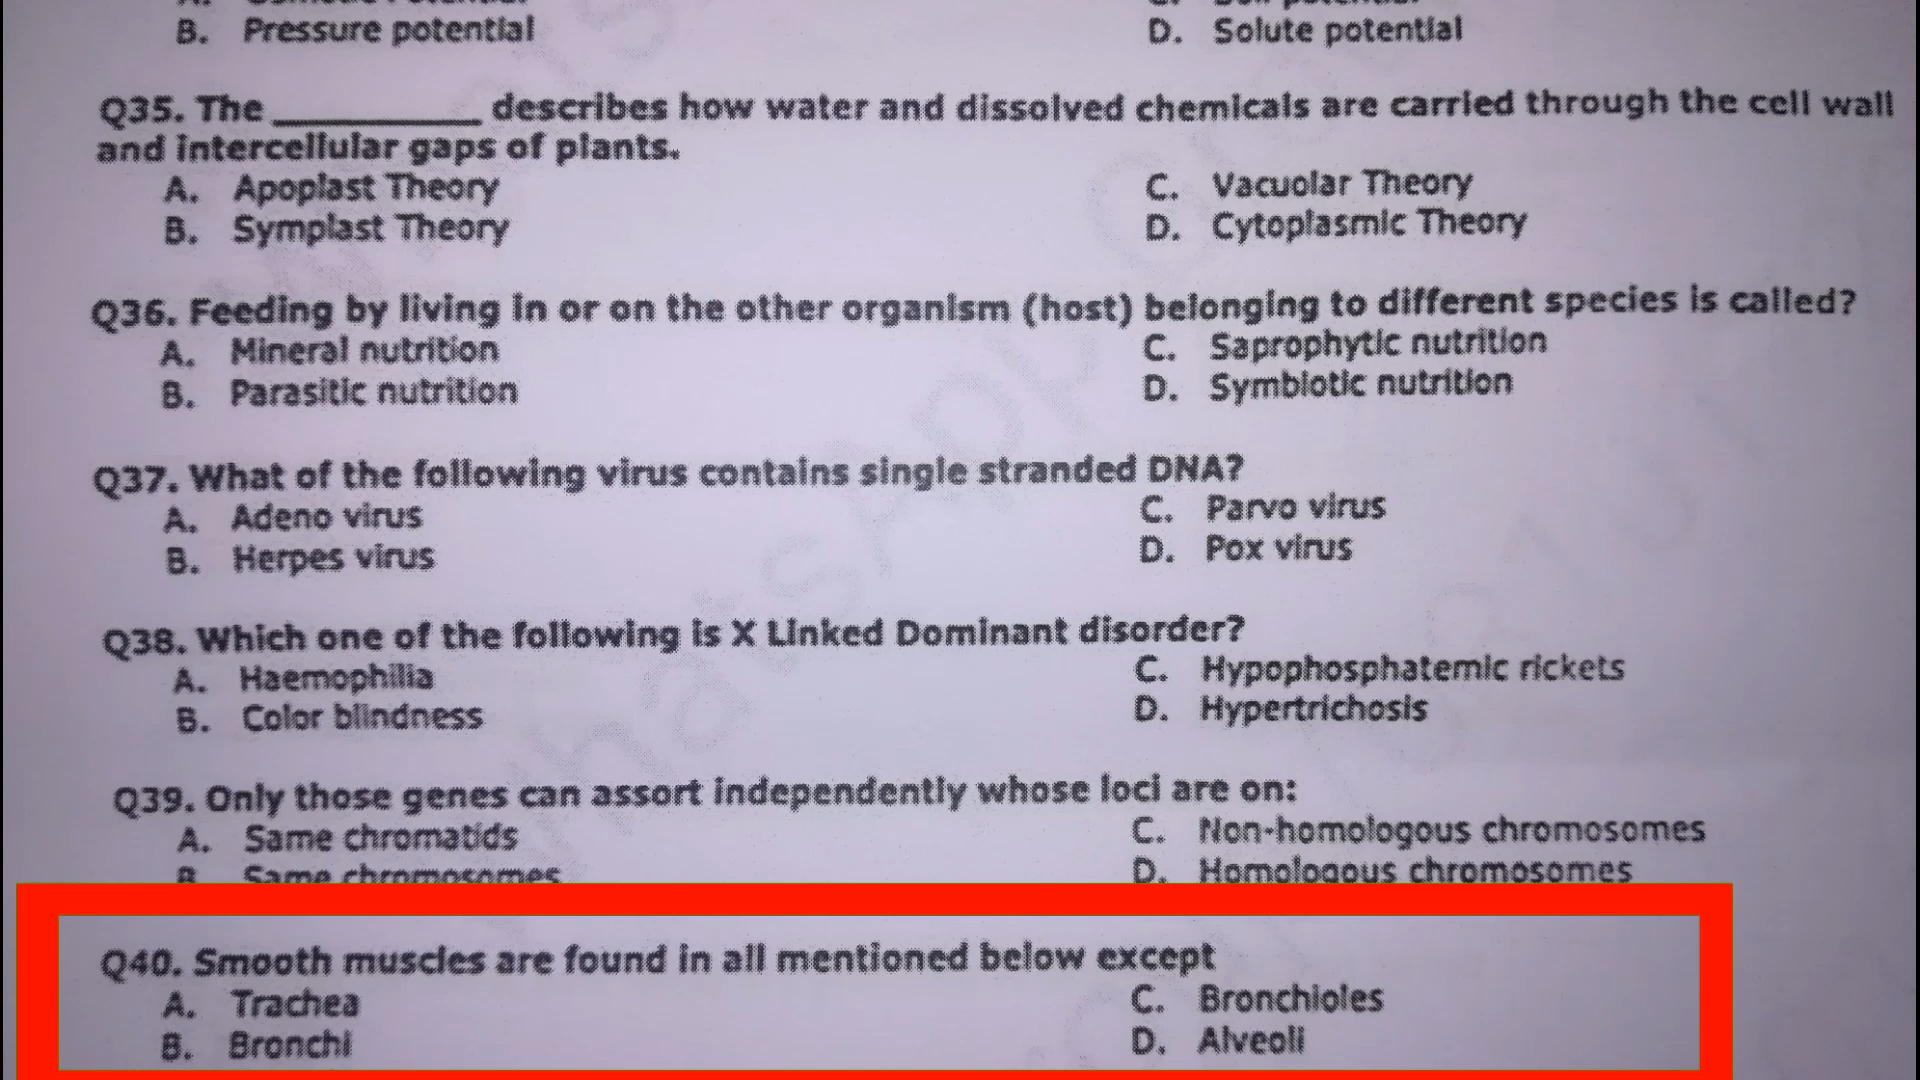 B. Pressure potential
D. Solute potential
Q35. The __________ describes how water and dissolved chemicals are carried through the cell wall
and intercellular gaps of plants.
A. Apoplast Theory
C. Vacuolar Theory
B. Symplast Theory
D. Cytoplasmic Theory
Q36. Feeding by living in or on the other organism (host) belonging to different species is called?
A. Mineral nutrition
C. Saprophytic nutrition
B. Parasitic nutrition
D. Symbiotic nutrition
Q37. What of the following virus contains single stranded DNA?
A. Adeno virus
C. Parvo virus
B. Herpes virus
D. Pox virus
Q38. Which one of the following is X Linked Dominant disorder?
A. Haemophilia
C. Hypophosphatemic rickets
B. Color blindness
D. Hypertrichosis
Q39. Only those genes can assort independently whose loci are on:
A. Same chromatids
C. Non-homologous chromosomes
B. Same chromosomes
D. Homologous chromosomes
Q40. Smooth muscles are found in all mentioned below except
A. Trachea
C. Bronchioles
B. Bronchi
D. Alveoli